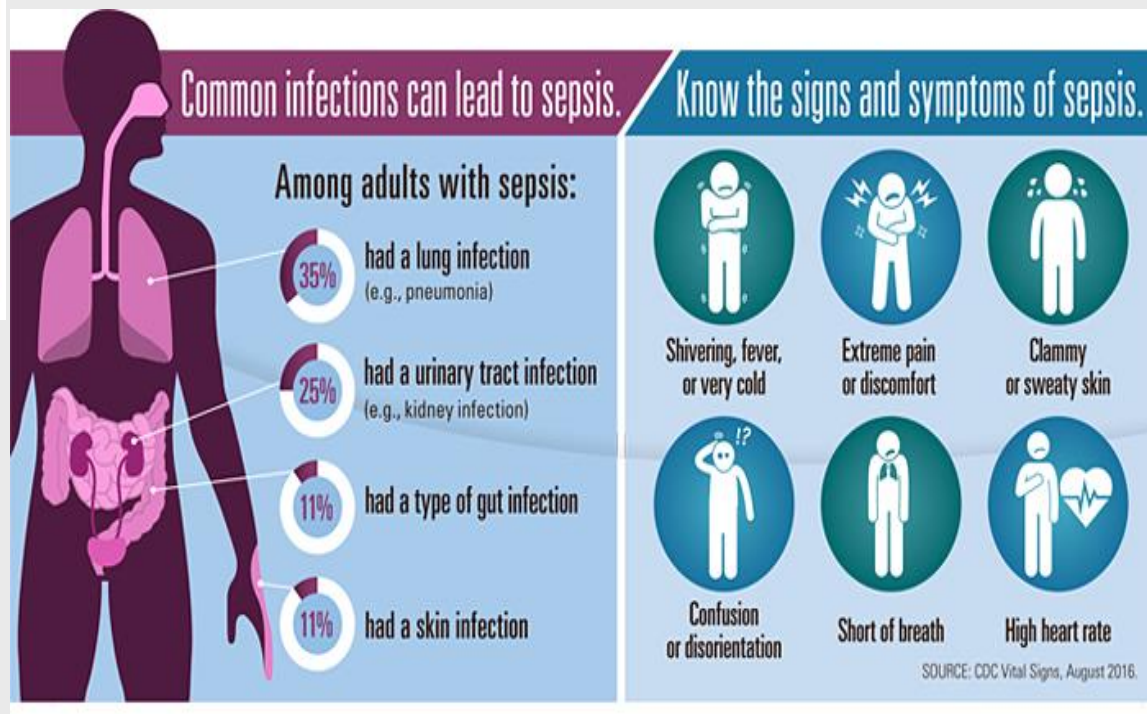 Common infections can lead to sepsis.
Among adults with sepsis:
35%
had a lung infection
(e.g., pneumonia)
25%
had a urinary tract infection
(e.g., kidney infection)
11%
had a type of gut infection
11%
had a skin infection
Know the signs and symptoms of sepsis.
Shivering, fever,
or very cold
Extreme pain
or discomfort
Clammy
or sweaty skin
!?
Confusion
or disorientation
Short of breath
High heart rate
SOURCE: CDC Vital Signs, August 2016.